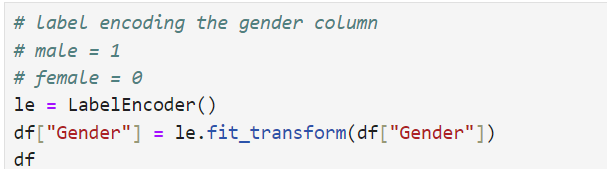 # label encoding the gender column
# male = 1
# female = 0
le = LabelEncoder()
df["Gender"] = le.fit_transform(df["Gender"])
df